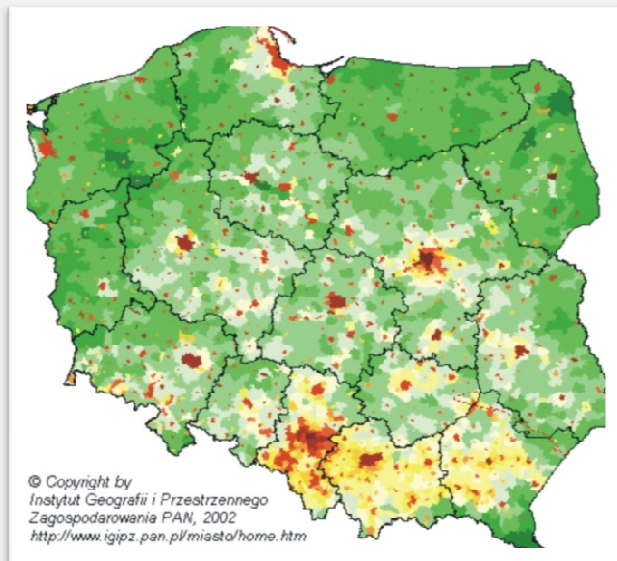 © Copyright by
Instytut Geografii i Przestrzennego
Zagospodarowania PAN, 2002
http://www.igipz.pan.pl/miasto/home.htm